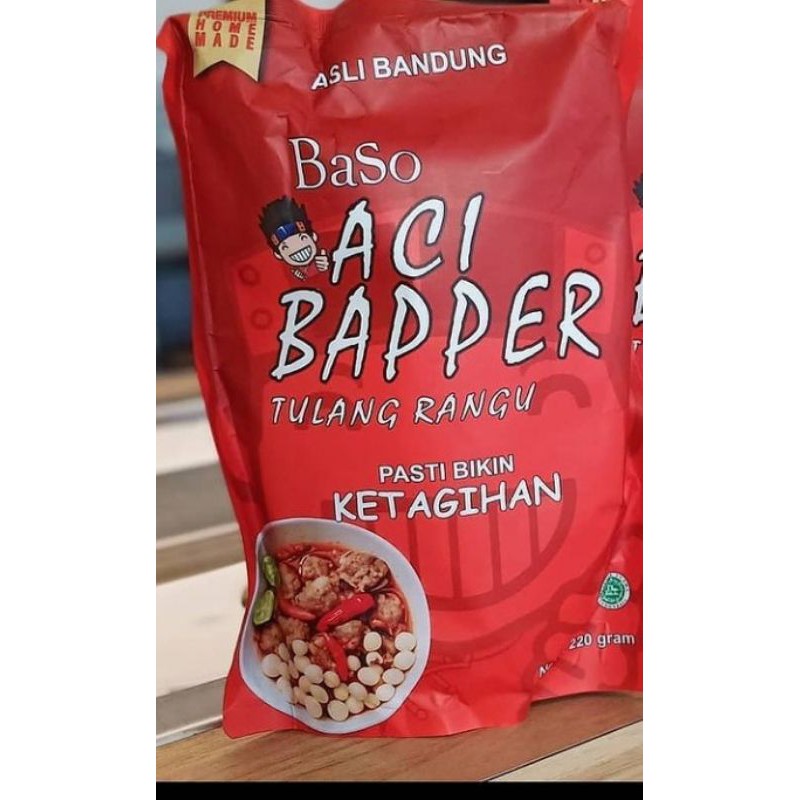 PREMIUM
HOME
MADE
ASLI BANDUNG
BaSo
ACI
BAPPER
TULANG RANGU
PASTI BIKIN
KETAGIHAN
220 gram